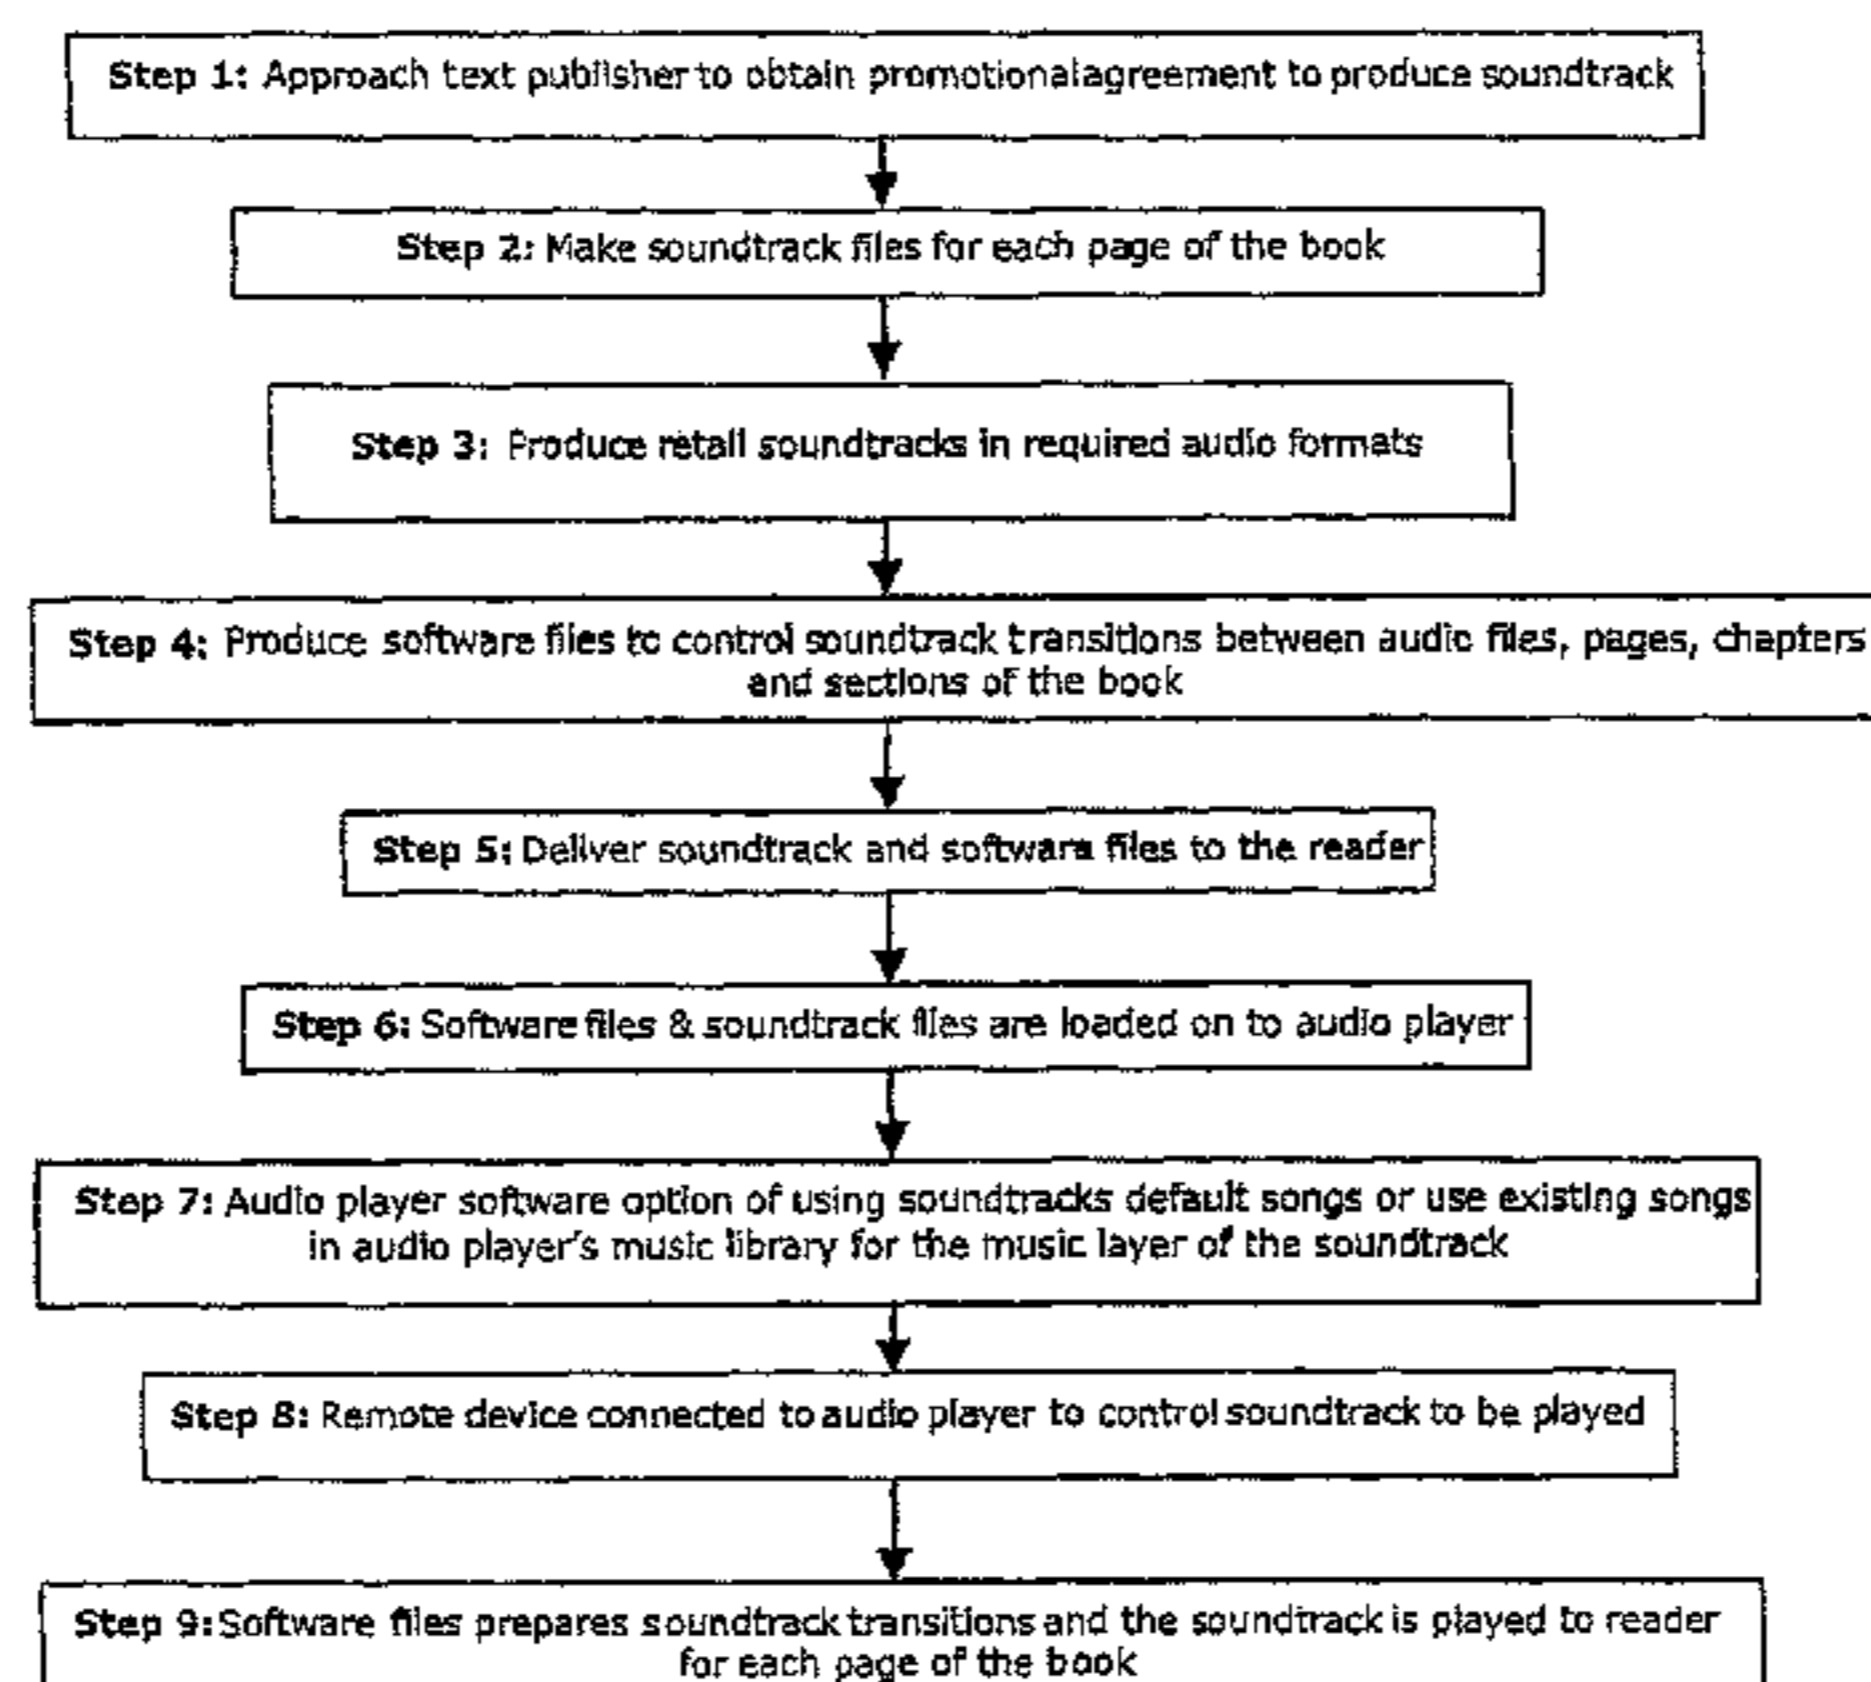 Step 1: Approach text publisher to obtain promotional agreement to produce soundtrack
Step 2: Make soundtrack files for each page of the book
Step 3: Produce retail soundtracks in required audio formats
Step 4: Produce software files to control soundtrack transitions between audio files, pages, chapters
and sections of the book
Step 5: Deliver soundtrack and software files to the reader
Step 6: Software files & soundtrack files are loaded on to audio player
Step 7: Audio player software option of using soundtracks default songs or use existing songs
in audio player's music library for the music layer of the soundtrack
Step 8: Remote device connected to audio player to control soundtrack to be played
Step 9: Software files prepares soundtrack transitions and the soundtrack is played to reader
for each page of the book